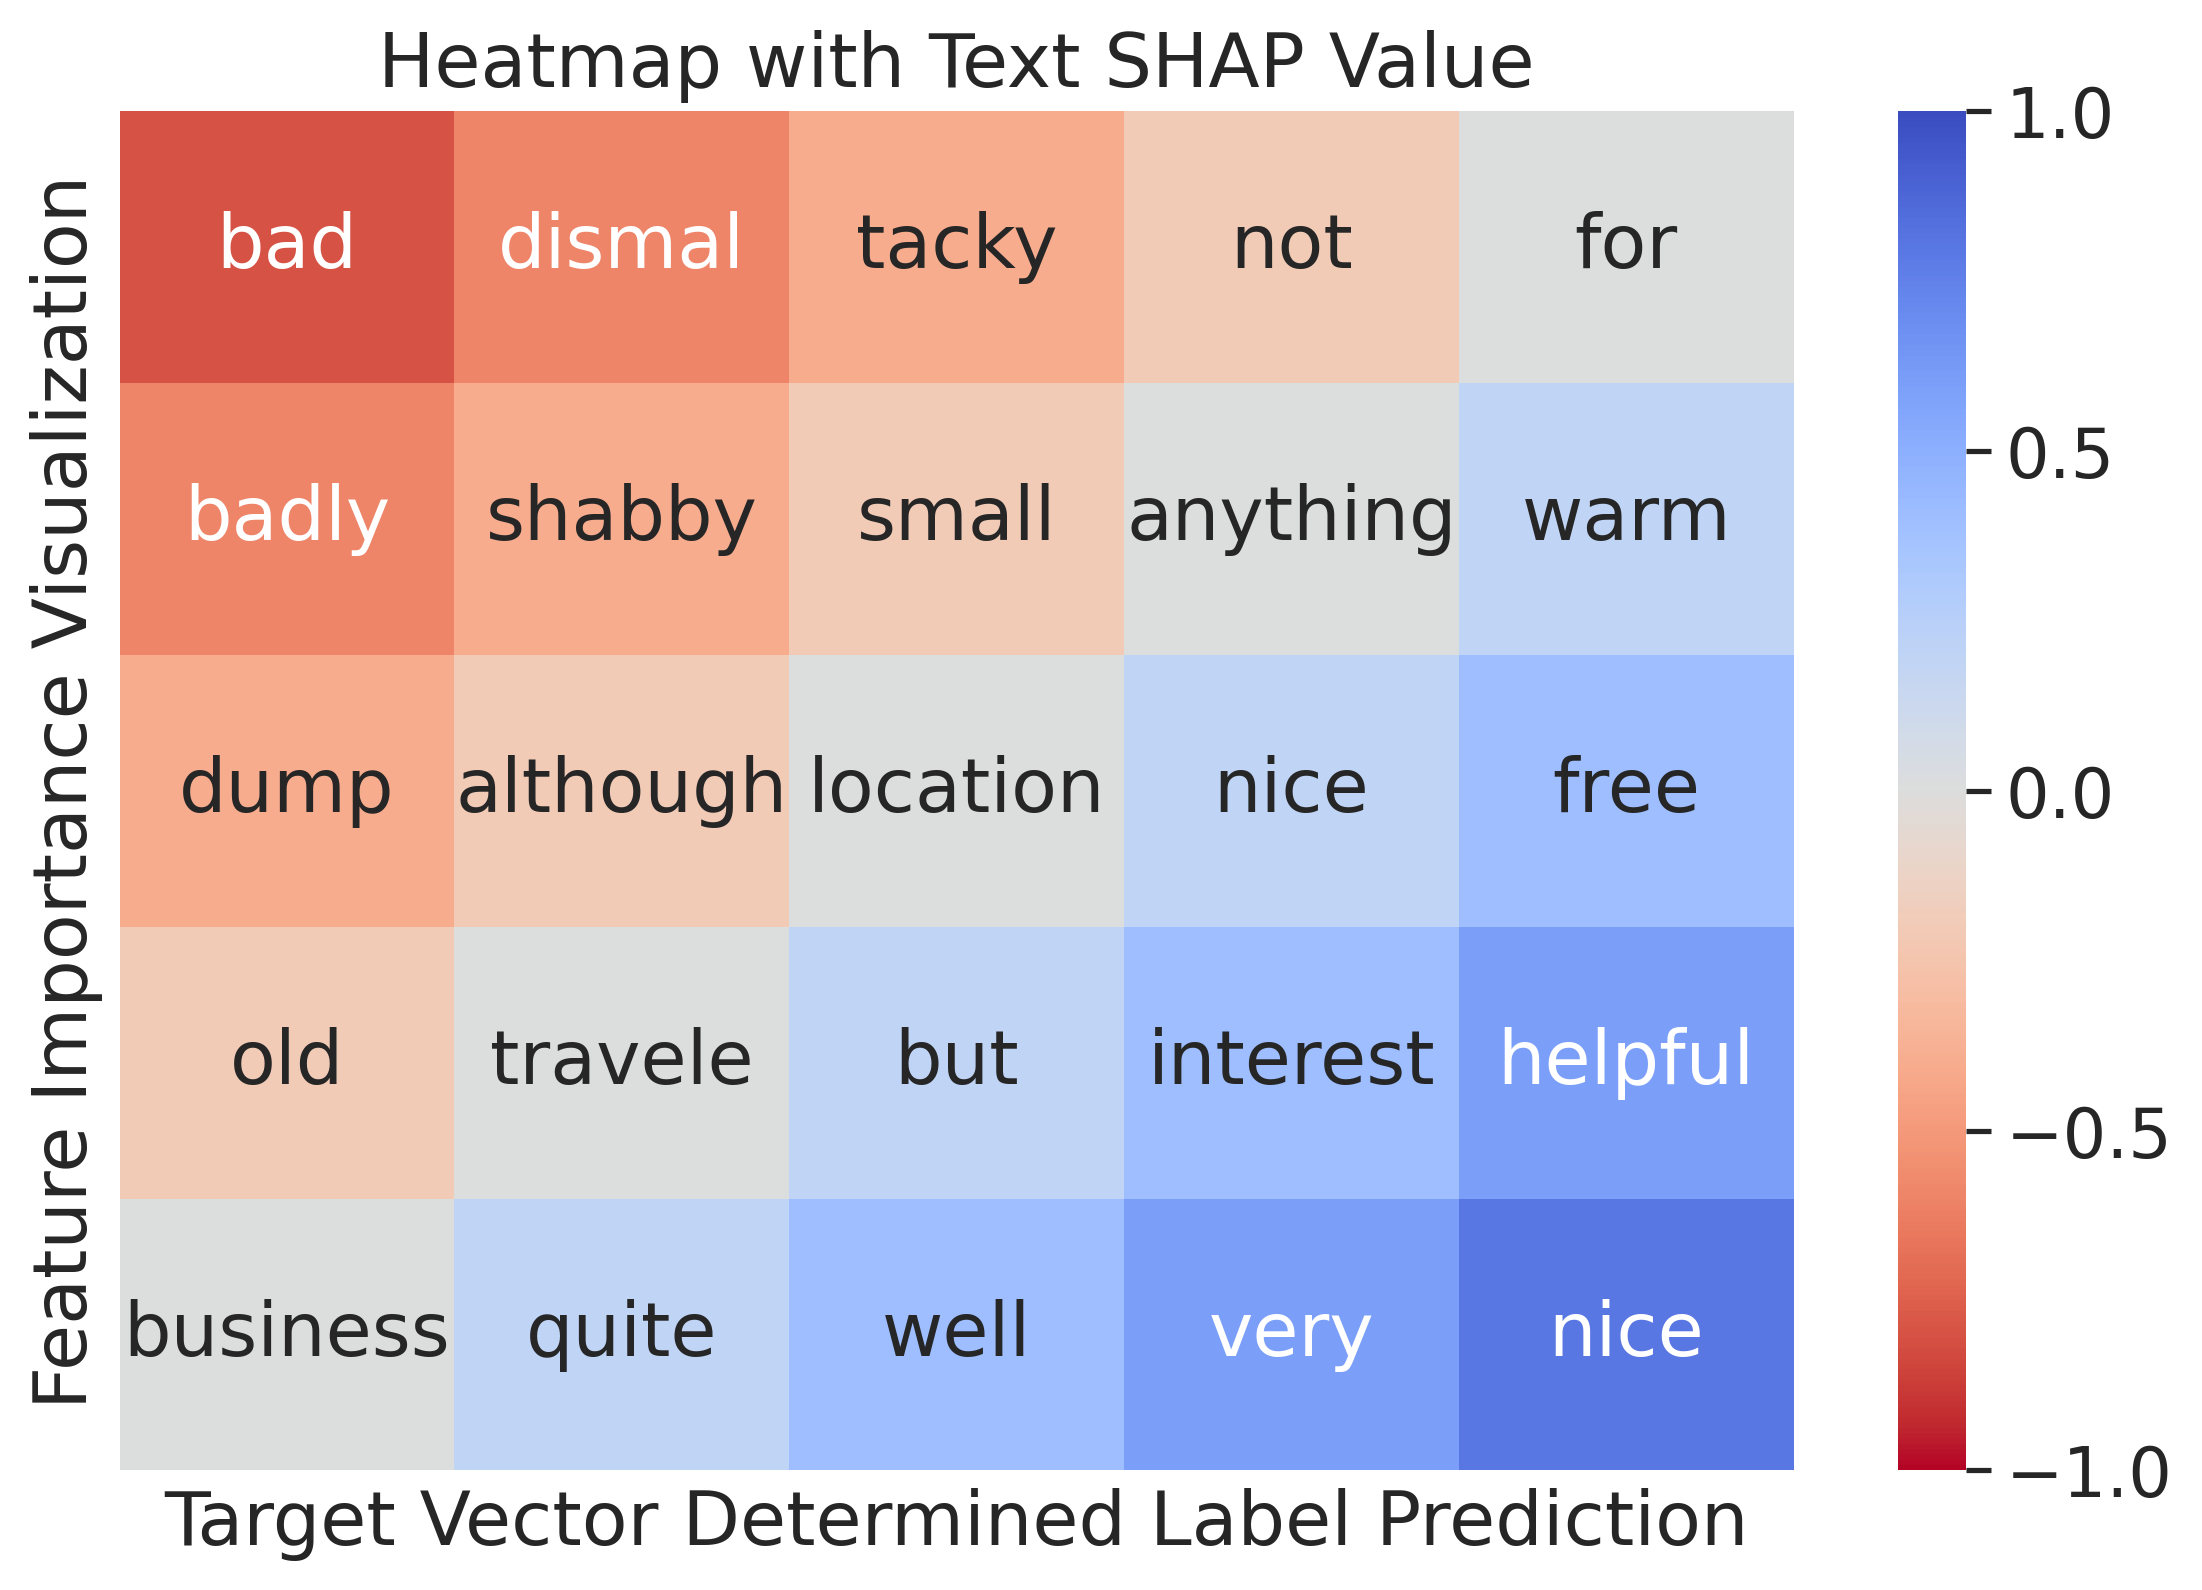 Heatmap with Text SHAP Value
Feature Importance Visualization
bad dismal tacky not for
badly shabby small anything warm
dump although location nice free
old travele but interest helpful
business quite well very nice
Target Vector Determined Label Prediction
1.0
0.5
0.0
−0.5
−1.0